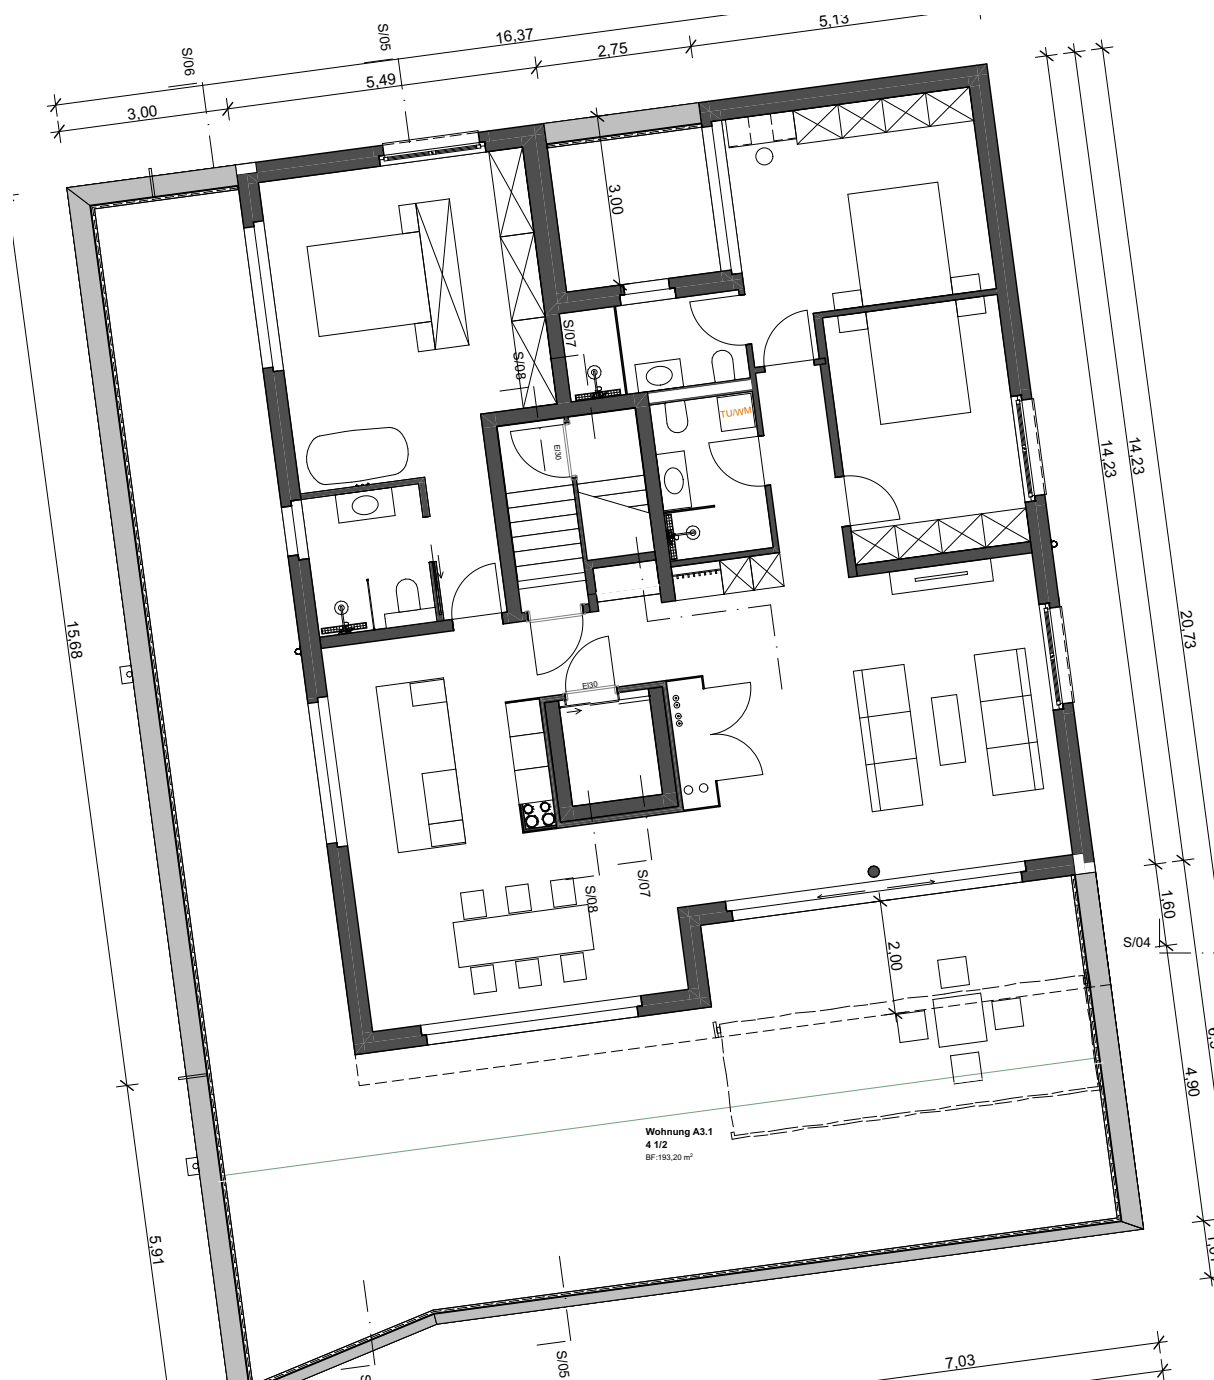 16,37
5,13
S/05
2,75
S/06
5,49
3,00
3,00
S/07
S/08
TU/WM
EI30
14,23
14,23
20,73
15,68
EI30
S/07
S/08
1,60
S/04
2,00
4,90
Wohnung A3.1
4 1/2
BF:193,20 m²
5,91
S/05
7,03